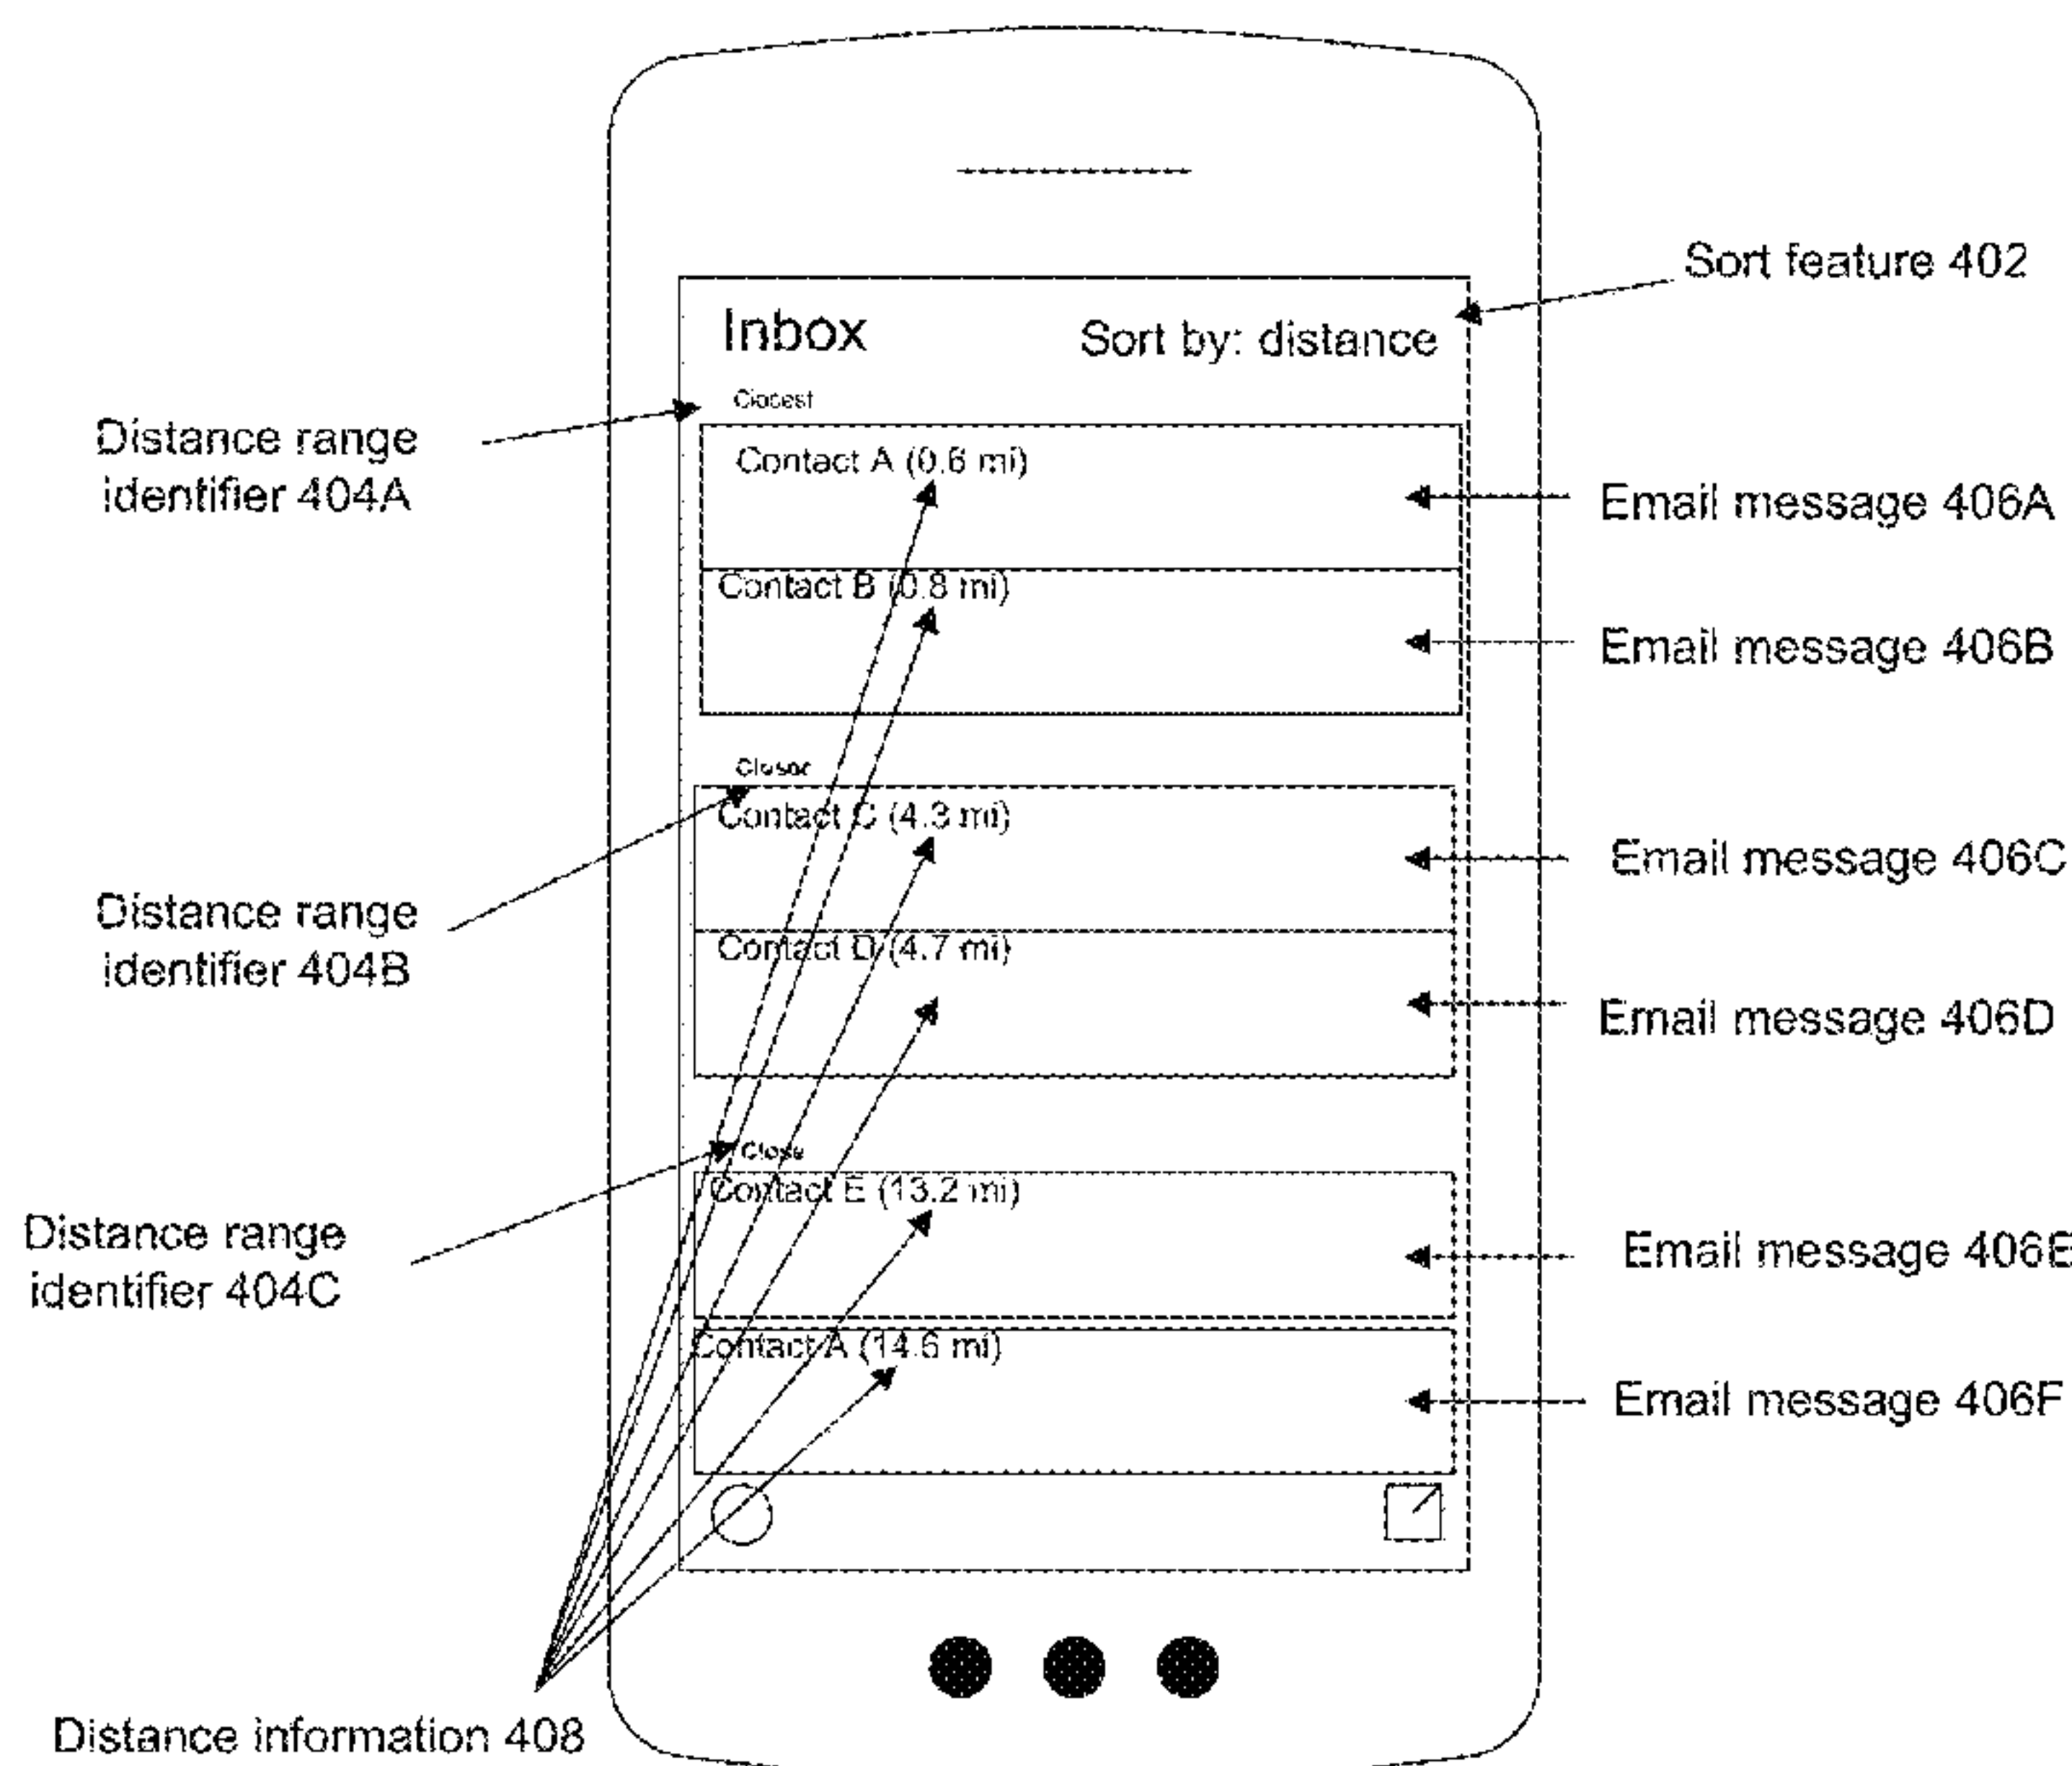 Sort feature 402
Inbox
Sort by: distance
Closest
Distance range
identifier 404A
Contact A (0.6 mi)
Email message 406A
Contact B (0.8 mi)
Email message 406B
Closer
Contact C (4.3 mi)
Email message 406C
Distance range
identifier 404B
Contact D (4.7 mi)
Email message 406D
Close
Contact E (13.2 mi)
Distance range
identifier 404C
Email message 406E
Contact A (14.6 mi)
Email message 406F
Distance information 408